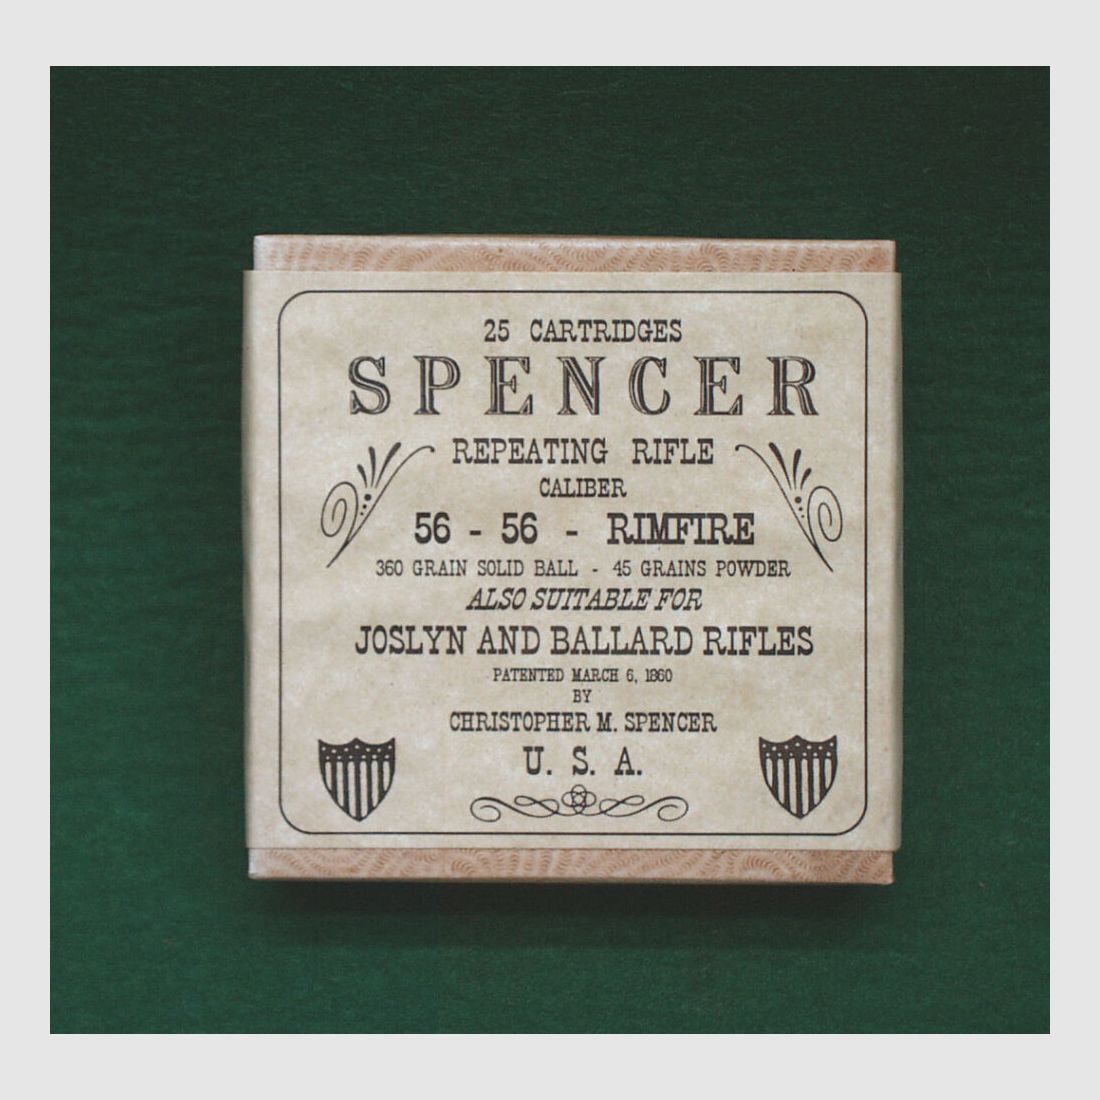 25 CARTRIDGES
SPENCER
REPEATING RIFLE
CALIBER
56 - 56 - RIMFIRE
360 GRAIN SOLID BALL - 45 GRAINS POWDER
ALSO SUITABLE FOR
JOSLYN AND BALLARD RIFLES
PATENTED MARCH 6, 1860
BY
CHRISTOPHER M. SPENCER
U. S. A.